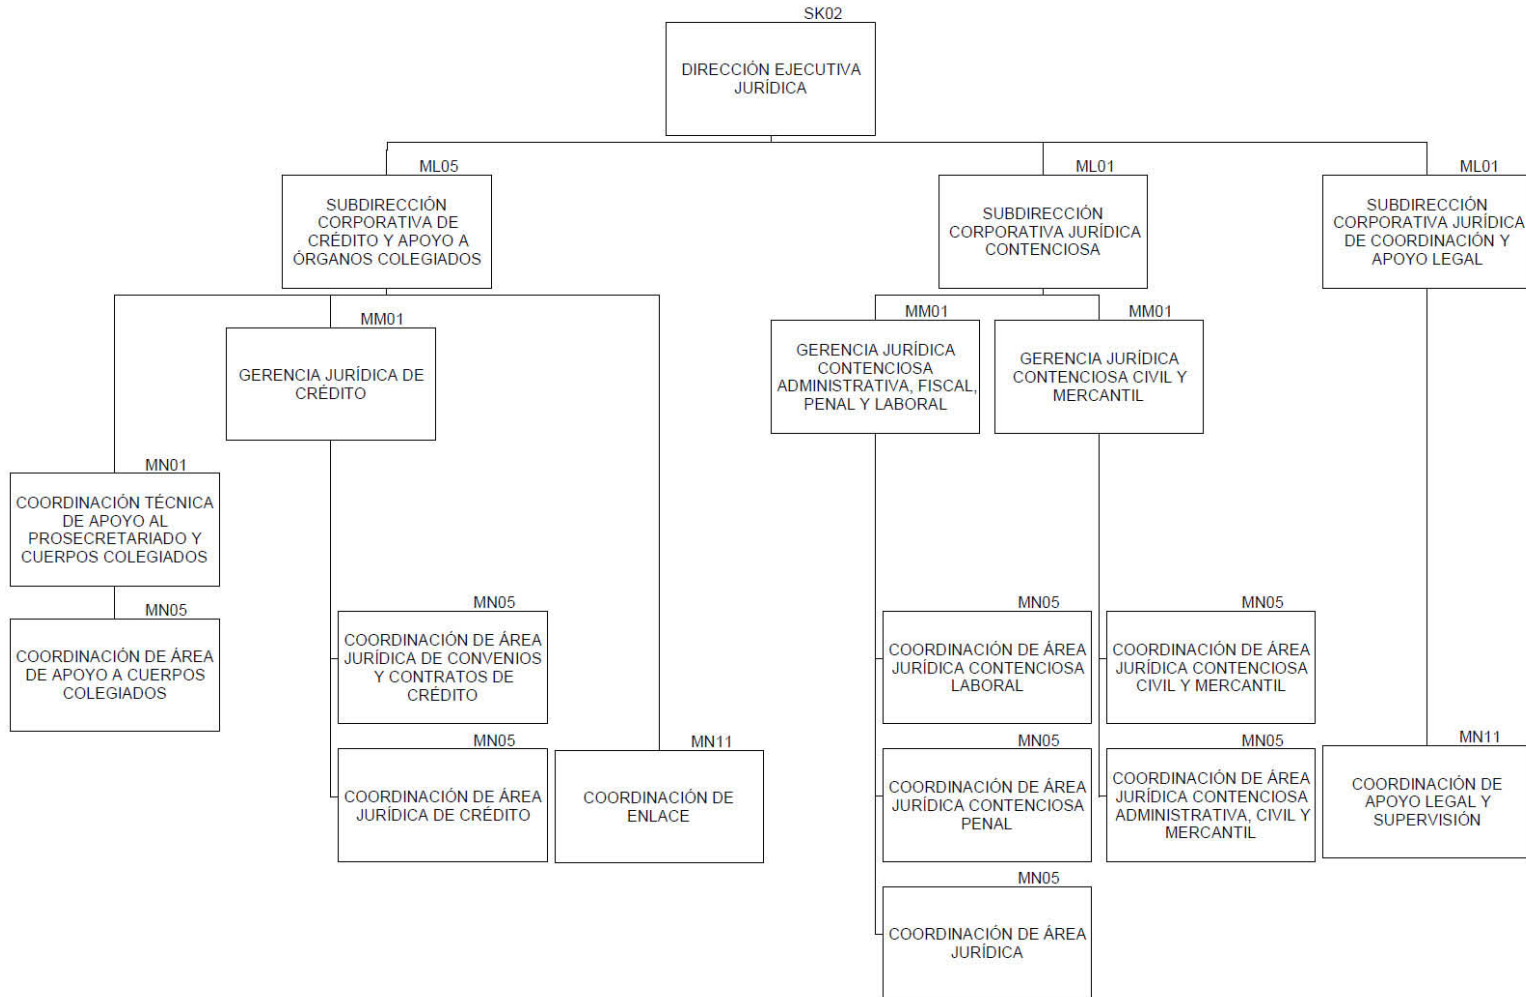 SK02
DIRECCIÓN EJECUTIVA
JURÍDICA
ML05
SUBDIRECCIÓN
CORPORATIVA DE
CRÉDITO Y APOYO A
ÓRGANOS COLEGIADOS
ML01
SUBDIRECCIÓN
CORPORATIVA JURÍDICA
CONTENCIOSA
ML01
SUBDIRECCIÓN
CORPORATIVA JURÍDICA
DE COORDINACIÓN Y
APOYO LEGAL
MM01
GERENCIA JURÍDICA DE
CRÉDITO
MM01
GERENCIA JURÍDICA
CONTENCIOSA
ADMINISTRATIVA, FISCAL,
PENAL Y LABORAL
MM01
GERENCIA JURÍDICA
CONTENCIOSA CIVIL Y
MERCANTIL
MN01
COORDINACIÓN TÉCNICA
DE APOYO AL
PROSECRETARIADO Y
CUERPOS COLEGIADOS
MN05
COORDINACIÓN DE ÁREA
DE APOYO A CUERPOS
COLEGIADOS
MN05
COORDINACIÓN DE ÁREA
JURÍDICA DE CONVENIOS
Y CONTRATOS DE
CRÉDITO
MN05
COORDINACIÓN DE ÁREA
JURÍDICA CONTENCIOSA
LABORAL
MN05
COORDINACIÓN DE ÁREA
JURÍDICA CONTENCIOSA
CIVIL Y MERCANTIL
MN05
COORDINACIÓN DE ÁREA
JURÍDICA DE CRÉDITO
MN11
COORDINACIÓN DE
ENLACE
MN05
COORDINACIÓN DE ÁREA
JURÍDICA CONTENCIOSA
PENAL
MN05
COORDINACIÓN DE ÁREA
JURÍDICA CONTENCIOSA
ADMINISTRATIVA, CIVIL Y
MERCANTIL
MN11
COORDINACIÓN DE
APOYO LEGAL Y
SUPERVISIÓN
MN05
COORDINACIÓN DE ÁREA
JURÍDICA